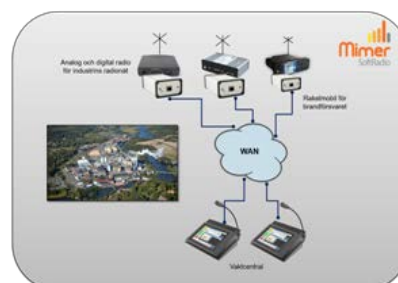 Mimer
SoftRadio
Analog och digital radio
för industrins radionät
Rakelmobil för
brandförsvaret
WAN
Vaktcentral